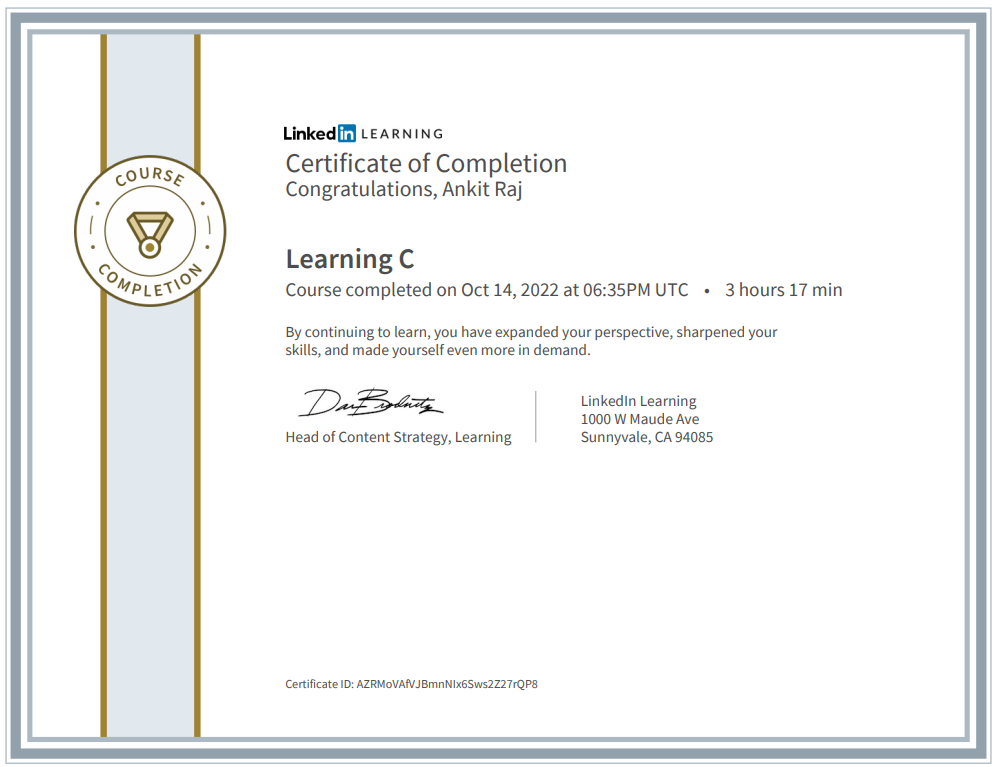 COURSE
COMPLETION
Linked in LEARNING
Certificate of Completion
Congratulations, Ankit Raj
Learning C
Course completed on Oct 14, 2022 at 06:35PM UTC • 3 hours 17 min
By continuing to learn, you have expanded your perspective, sharpened your
skills, and made yourself even more in demand.
Head of Content Strategy, Learning
LinkedIn Learning
1000 W Maude Ave
Sunnyvale, CA 94085
Certificate ID: AZRMoVAfVJBmnNIx6Sws2Z27rQP8